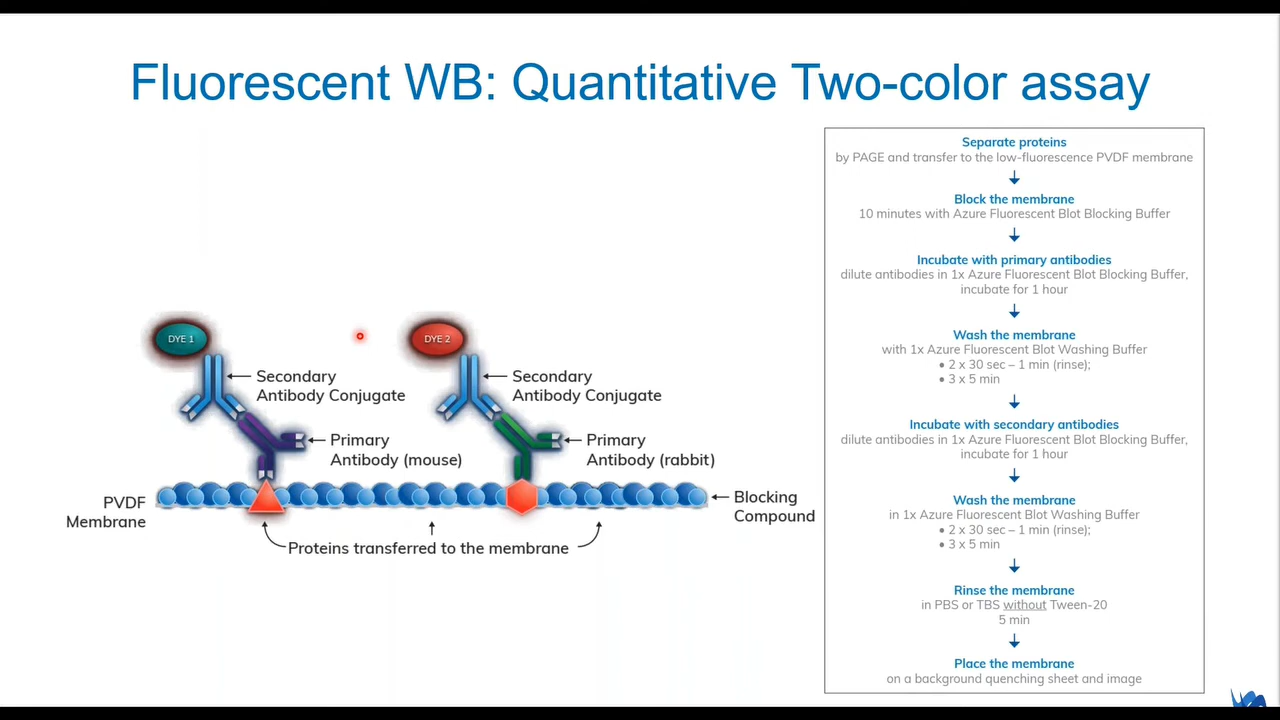 Fluorescent WB: Quantitative Two-color assay
DYE 1
DYE 2
Secondary
Antibody Conjugate
Secondary
Antibody Conjugate
Primary
Antibody (mouse)
Primary
Antibody (rabbit)
PVDF
Membrane
Blocking
Compound
Proteins transferred to the membrane
Separate proteins
by PAGE and transfer to the low-fluorescence PVDF membrane
Block the membrane
10 minutes with Azure Fluorescent Blot Blocking Buffer
Incubate with primary antibodies
dilute antibodies in 1x Azure Fluorescent Blot Blocking Buffer,
incubate for 1 hour
Wash the membrane
with 1x Azure Fluorescent Blot Washing Buffer
• 2 x 30 sec – 1 min (rinse);
• 3 x 5 min
Incubate with secondary antibodies
dilute antibodies in 1x Azure Fluorescent Blot Blocking Buffer,
incubate for 1 hour
Wash the membrane
in 1x Azure Fluorescent Blot Washing Buffer
• 2 x 30 sec – 1 min (rinse);
• 3 x 5 min
Rinse the membrane
in PBS or TBS without Tween-20
5 min
Place the membrane
on a background quenching sheet and image